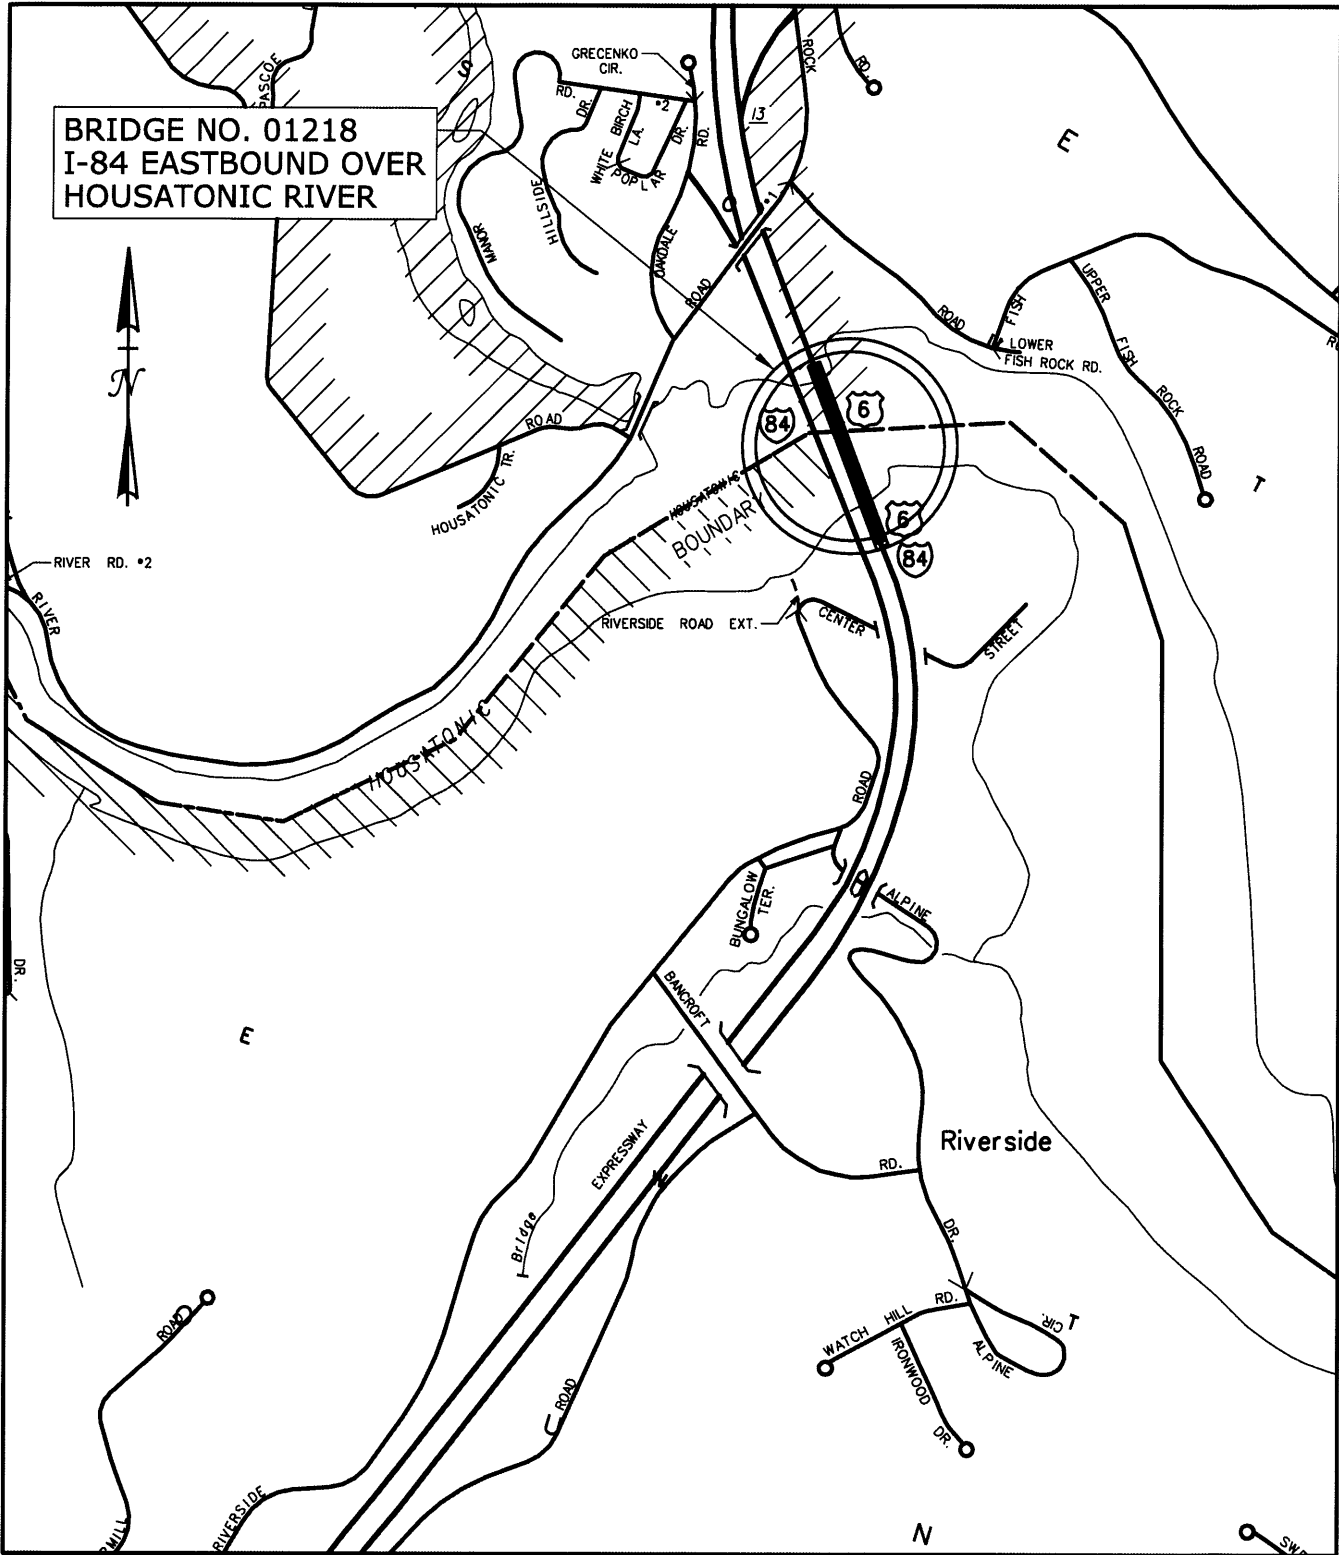 BRIDGE NO. 01218
I-84 EASTBOUND OVER
HOUSATONIC RIVER
PASCOE
S
GRECENKO
CIR.
RD.
DR.
BIRCH
LA.
WHITE
•2
DR.
POPLAR
RD.
ROCK
13
RD.
E
HILLSIDE
MANOR
OAKDALE
•1
ROAD
N
ROAD
FISH
LOWER
FISH ROCK RD.
UPPER
FISH
ROCK
ROAD
T
84
6
ROAD
HOUSATONIC TR.
HOUSATONIC
BOUNDARY
6
84
RIVER RD. •2
RIVER
RIVERSIDE ROAD EXT.
CENTER
STREET
HOUSATONIC
ROAD
BUNGALOW
TER.
ALPINE
DR.
BANCROFT
E
EXPRESSWAY
Riverside
RD.
Bridge
DR.
ROAD
WATCH HILL RD.
IRONWOOD
DR.
ALPINE
CIR.
T
ROAD
RIVERSIDE
N